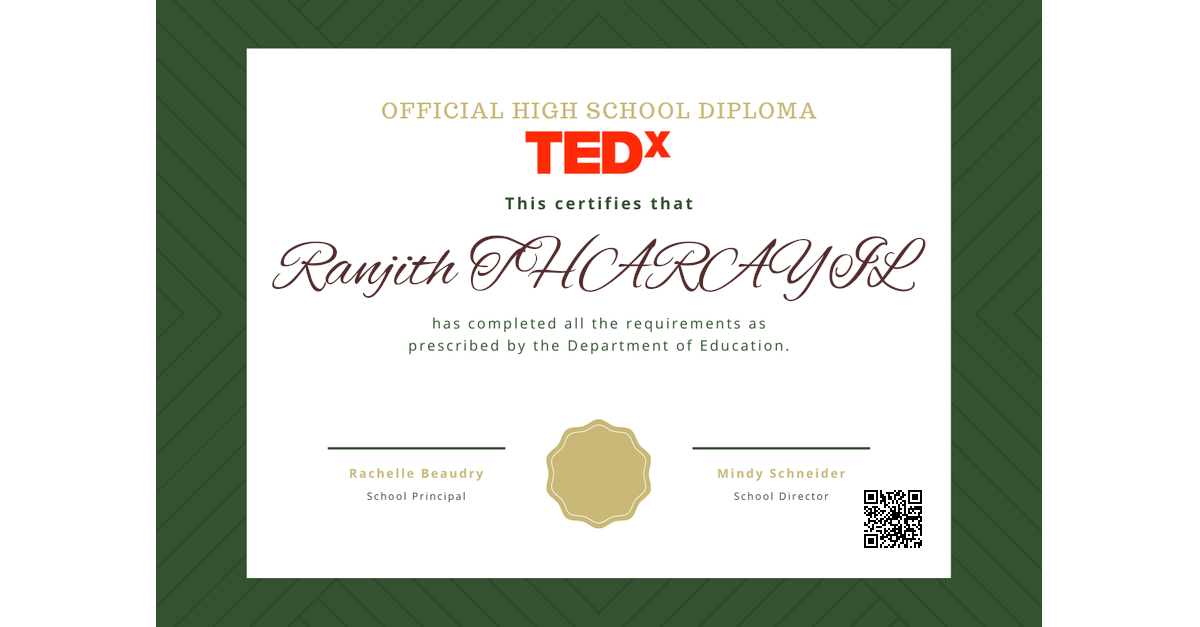 OFFICIAL HIGH SCHOOL DIPLOMA
TEDx
This certifies that
Ranjith THARAYIL
has completed all the requirements as
prescribed by the Department of Education.
Rachelle Beaudry
School Principal
Mindy Schneider
School Director